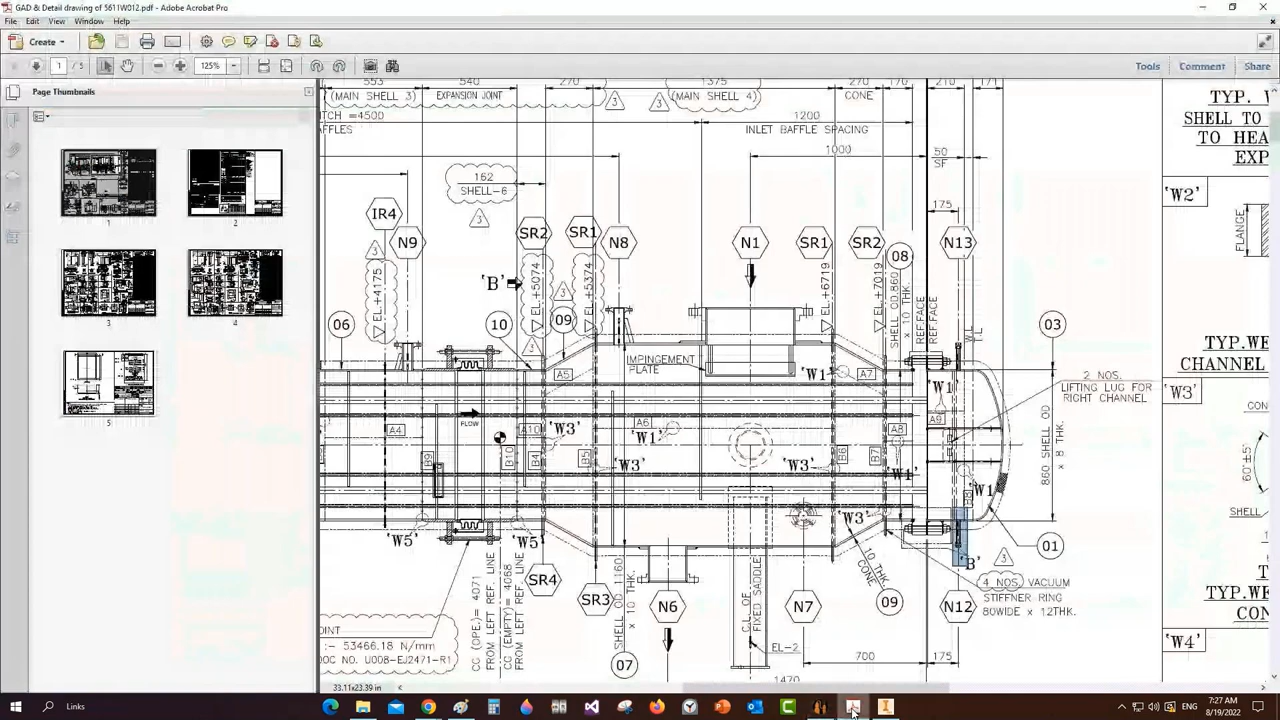 GAD & Detail drawing of 5611W012.pdf - Adobe Acrobat Pro
File Edit View Window Help
Create
1 / 5
125%
Tools Comment Share
Page Thumbnails
1
2
3
4
5
553 540 270 1375 270 170 210 171
(MAIN SHELL 3) EXPANSION JOINT 3 3 (MAIN SHELL 4) CONE
ITCH =4500 1200
AFFLES INLET BAFFLE SPACING
1000 50
SF
162
SHELL-6
3
175
IR4 N9 SR2 SR1 N8 N1 SR1 SR2 N13
3
EL.+4175
'B'
EL.+5074
3
EL.+5374
EL.+6719
EL.+7019
08
SHELL OD.860
× 10 THK.
REF.FACE
REF.FACE
W.L
T.L
06 10 09 3 03
IMPINGEMENT
PLATE
2 NOS.
LIFTING LUG FOR
RIGHT CHANNEL
A5 'W1' A7 'W1'
FLOW
A4 A10 'W3' A6 'W1' A8 A9
B9 B10 B4 B5 'W3' 'W3' B6 B7 'W1' 'W1' B8
860 SHELL OD
× 8 THK.
'W3'
'W5' 'W5'
01
3
'B'
4 NOS. VACUUM
STIFFNER RING
80WIDE × 12THK.
SR4 SR3 N6 N7 09 N12
10 THK.
CONE
SHELL OD 1160
× 10 THK.
C.L. OF
FIXED SADDLE
EL-2
CC (OPE.)= 4071
FROM LEFT REF. LINE
CC (EMPTY)= 4068
FROM LEFT REF. LINE
OINT
:- 53466.18 N/mm
DOC NO. U008-EJ2471-R1
07
700 175
1470
TYP. W
SHELL TO
TO HEA
EXP
'W2'
FLANGE
TYP.WE
CHANNEL
'W3'
CON
60°±5°
SHELL
TYP.WE
CON
'W4'
33.11x23.39 in
Links
ENG
7:27 AM
8/19/2022